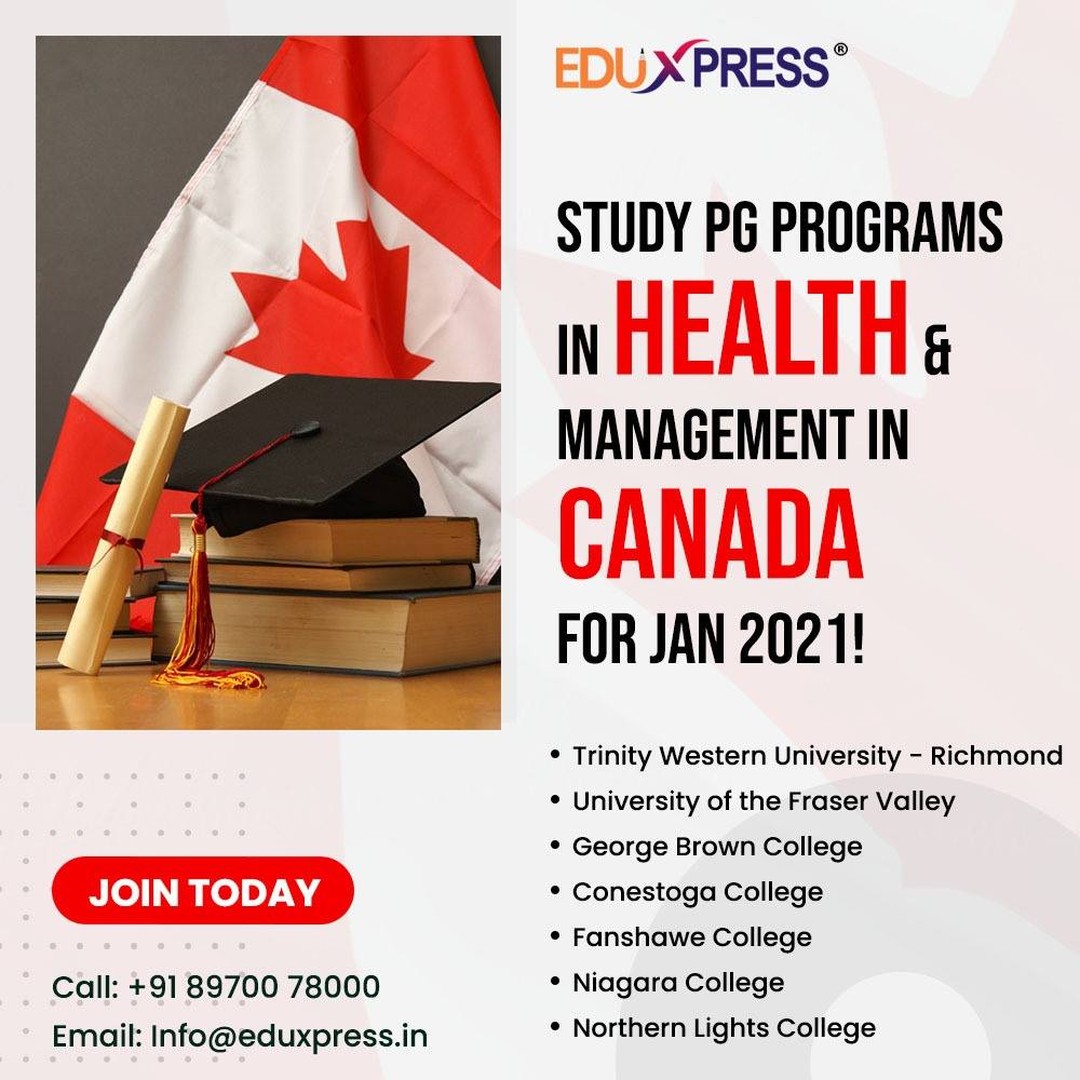 EDUXPRESS®
STUDY PG PROGRAMS
IN HEALTH &
MANAGEMENT IN
CANADA
FOR JAN 2021!
• Trinity Western University - Richmond
• University of the Fraser Valley
• George Brown College
• Conestoga College
• Fanshawe College
• Niagara College
• Northern Lights College
JOIN TODAY
Call: +91 89700 78000
Email: Info@eduxpress.in